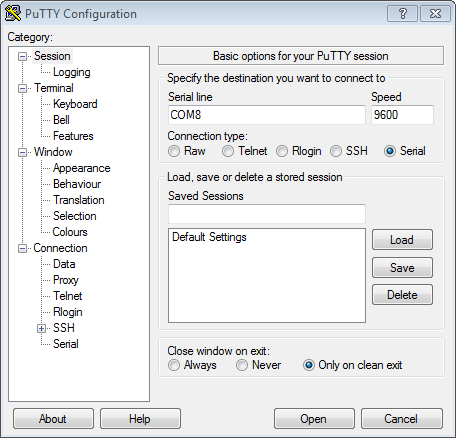 PuTTY Configuration
Category:
Session
Logging
Terminal
Keyboard
Bell
Features
Window
Appearance
Behaviour
Translation
Selection
Colours
Connection
Data
Proxy
Telnet
Rlogin
SSH
Serial
Basic options for your PuTTY session
Specify the destination you want to connect to
Serial line Speed
COM8 9600
Connection type:
Raw Telnet Rlogin SSH Serial
Load, save or delete a stored session
Saved Sessions
Default Settings
Load
Save
Delete
Close window on exit:
Always Never Only on clean exit
About Help Open Cancel